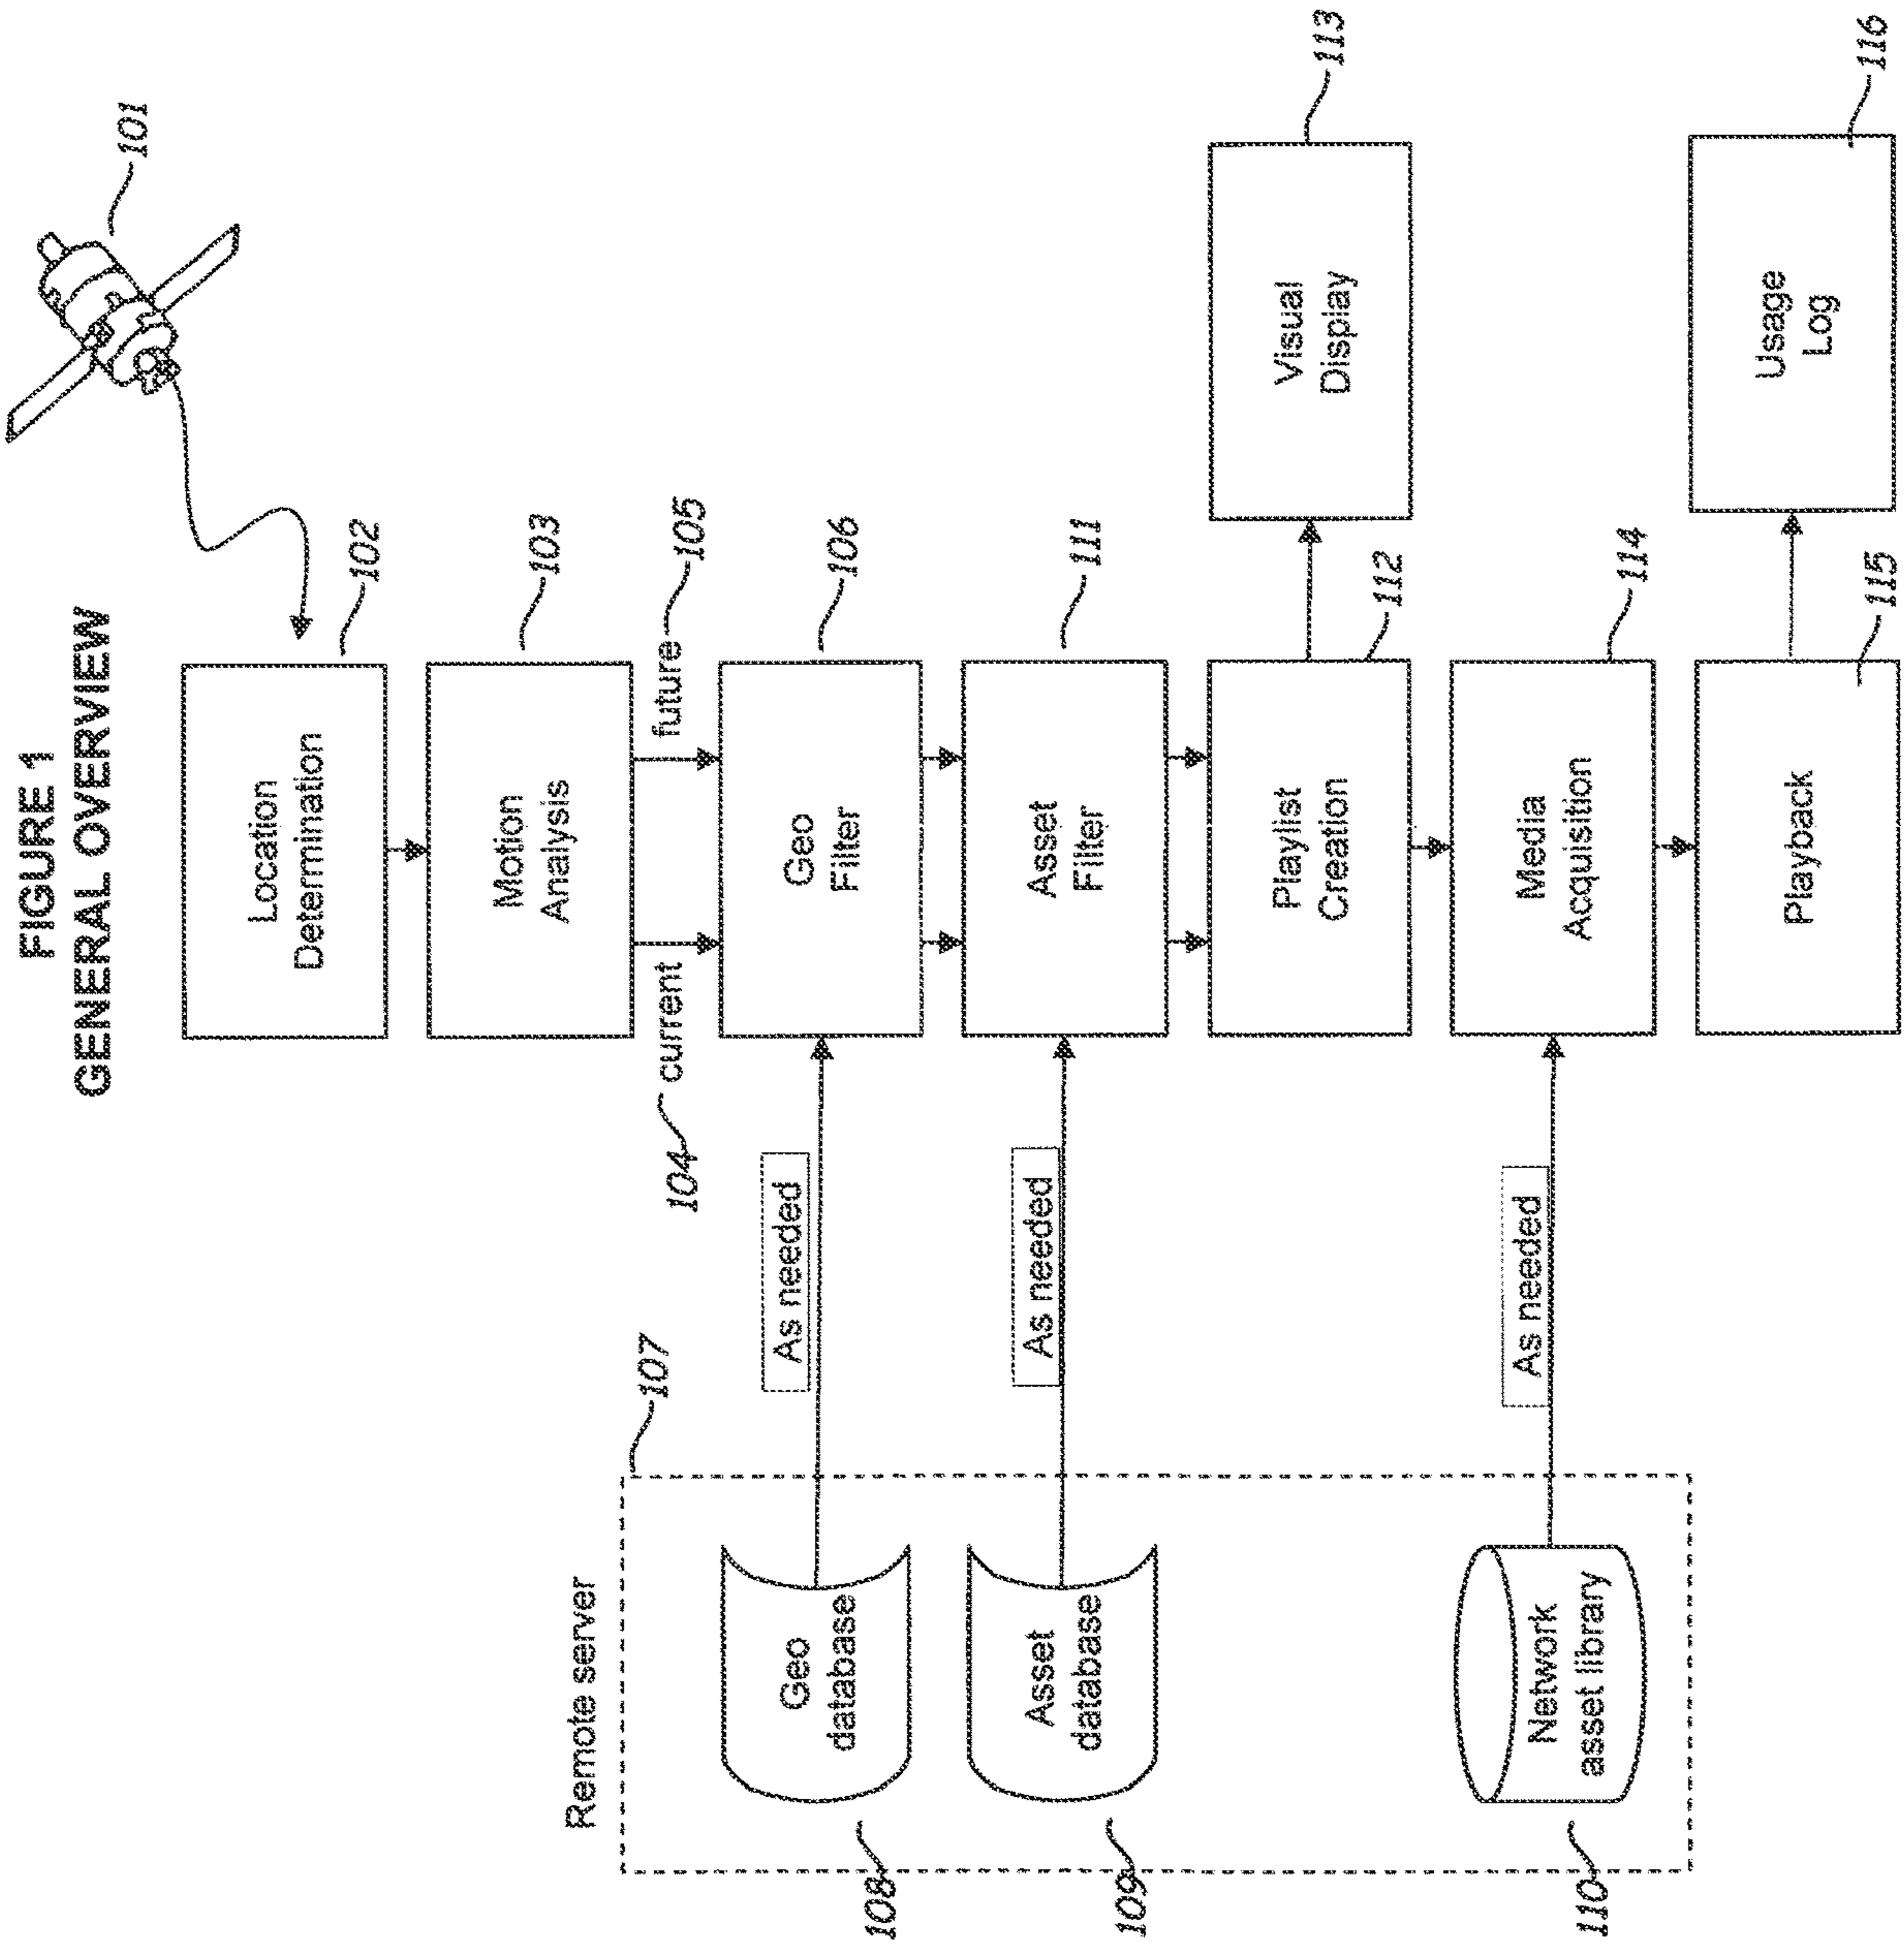 FIGURE 1
GENERAL OVERVIEW
101
Location
Determination
102
Motion
Analysis
103
104
current
future
105
Remote server
107
Geo
database
108
As needed
Geo
Filter
106
Asset
database
109
As needed
Asset
Filter
111
Playlist
Creation
112
Visual
Display
113
Network
asset library
110
As needed
Media
Acquisition
114
Playback
115
Usage
Log
116